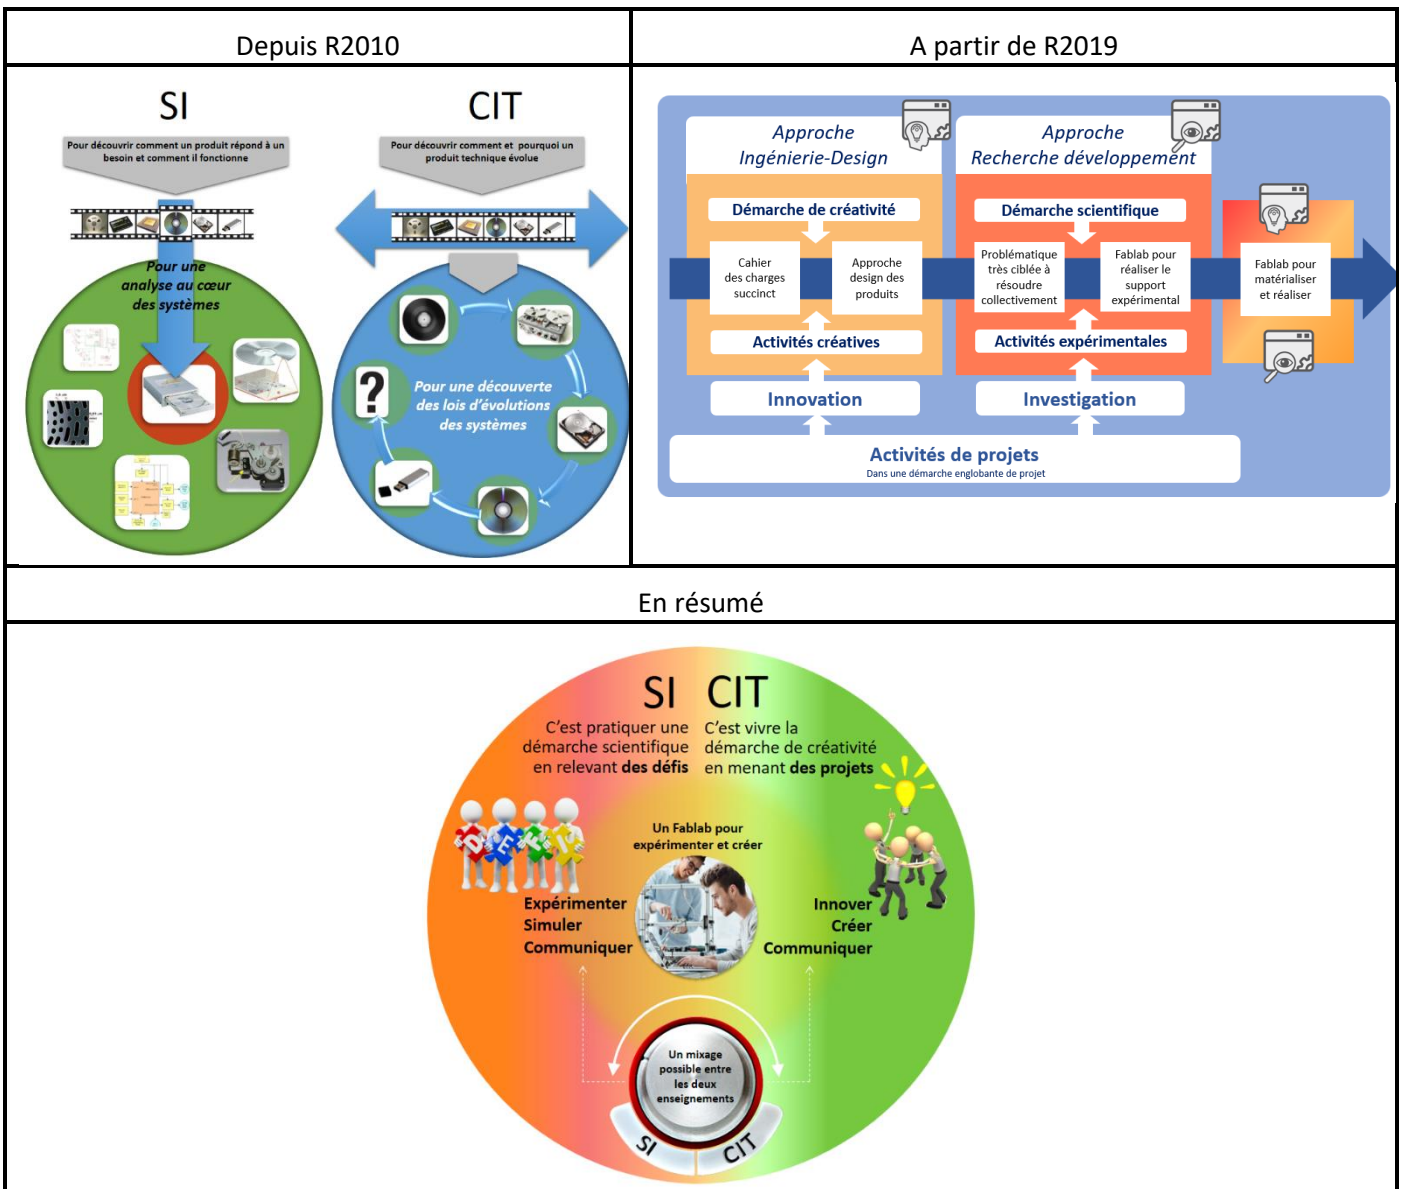 Depuis R2010
A partir de R2019
SI
CIT
Pour découvrir comment un produit répond à un
besoin et comment il fonctionne
Pour découvrir comment et  pourquoi un
produit technique évolue
Pour une
analyse au cœur
des systèmes
?
Pour une découverte
des lois d'évolutions
des systèmes
Approche
Ingénierie-Design
Approche
Recherche développement
Démarche de créativité
Démarche scientifique
Cahier
des charges
succinct
Approche
design des
produits
Problématique
très ciblée à
résoudre
collectivement
Fablab pour
réaliser le
support
expérimental
Fablab pour
matérialiser
et réaliser
Activités créatives
Activités expérimentales
Innovation
Investigation
Activités de projets
Dans une démarche englobante de projet
En résumé
SI
CIT
C'est pratiquer une
démarche scientifique
en relevant des défis
C'est vivre la
démarche de créativité
en menant des projets
DEFI
Un Fablab pour
expérimenter et créer
Expérimenter
Simuler
Communiquer
Innover
Créer
Communiquer
Un mixage
possible entre
les deux
enseignements
SI
CIT